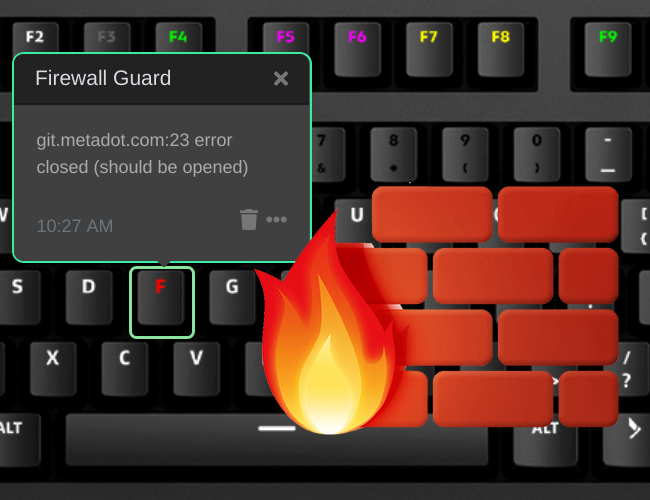 F2 F3 F4 F5 F6 F7 F8 F9
Firewall Guard
git.metadot.com:23 error
closed (should be opened)
10:27 AM
7 8 9 0 -
& * ( ) _
U [
{
S D F G
X C V / ?
ALT ALT